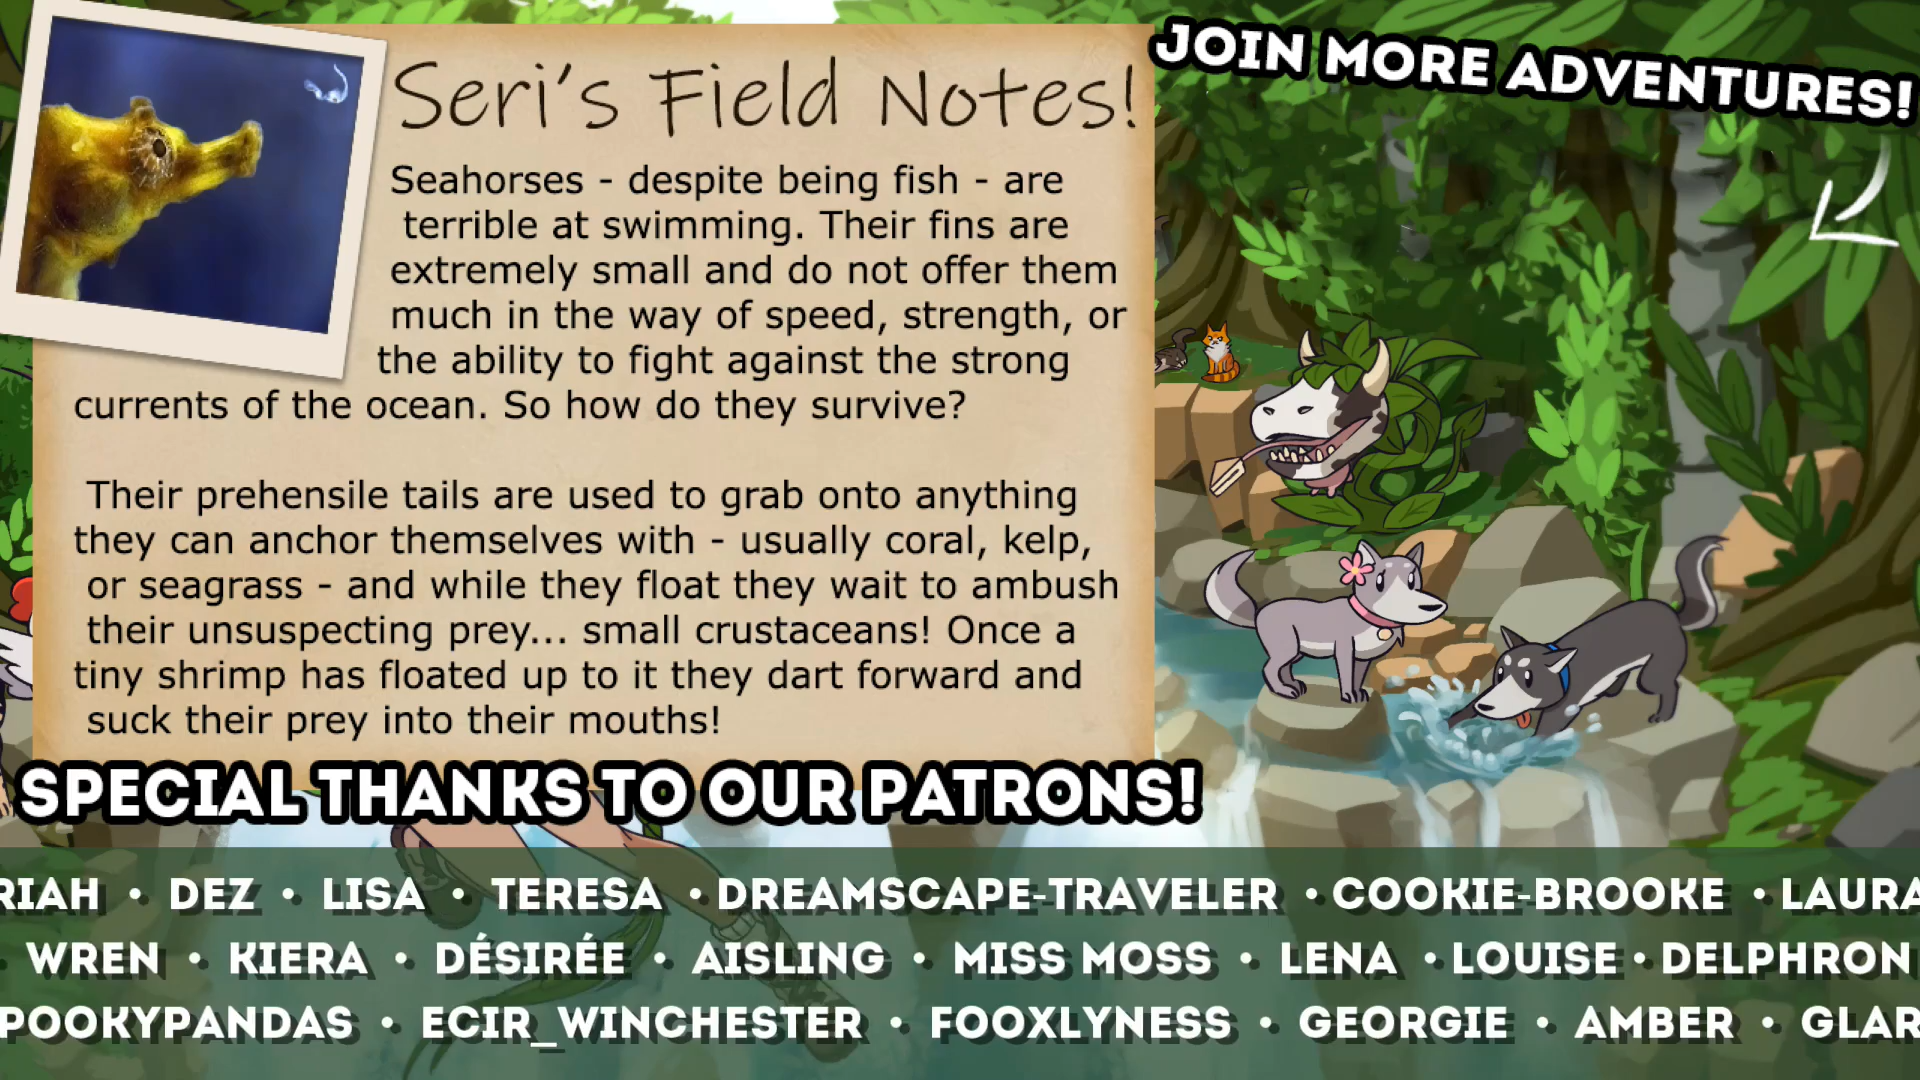 Seri's Field Notes!
Seahorses - despite being fish - are
terrible at swimming. Their fins are
extremely small and do not offer them
much in the way of speed, strength, or
the ability to fight against the strong
currents of the ocean. So how do they survive?
Their prehensile tails are used to grab onto anything
they can anchor themselves with - usually coral, kelp,
or seagrass - and while they float they wait to ambush
their unsuspecting prey... small crustaceans! Once a
tiny shrimp has floated up to it they dart forward and
suck their prey into their mouths!
JOIN MORE ADVENTURES!
SPECIAL THANKS TO OUR PATRONS!
RIAH • DEZ • LISA • TERESA • DREAMSCAPE-TRAVELER • COOKIE-BROOKE • LAURA
• WREN • KIERA • DÉSIRÉE • AISLING • MISS MOSS • LENA • LOUISE • DELPHRON
POOKYPANDAS • ECIR_WINCHESTER • FOOXLYNESS • GEORGIE • AMBER • GLAR